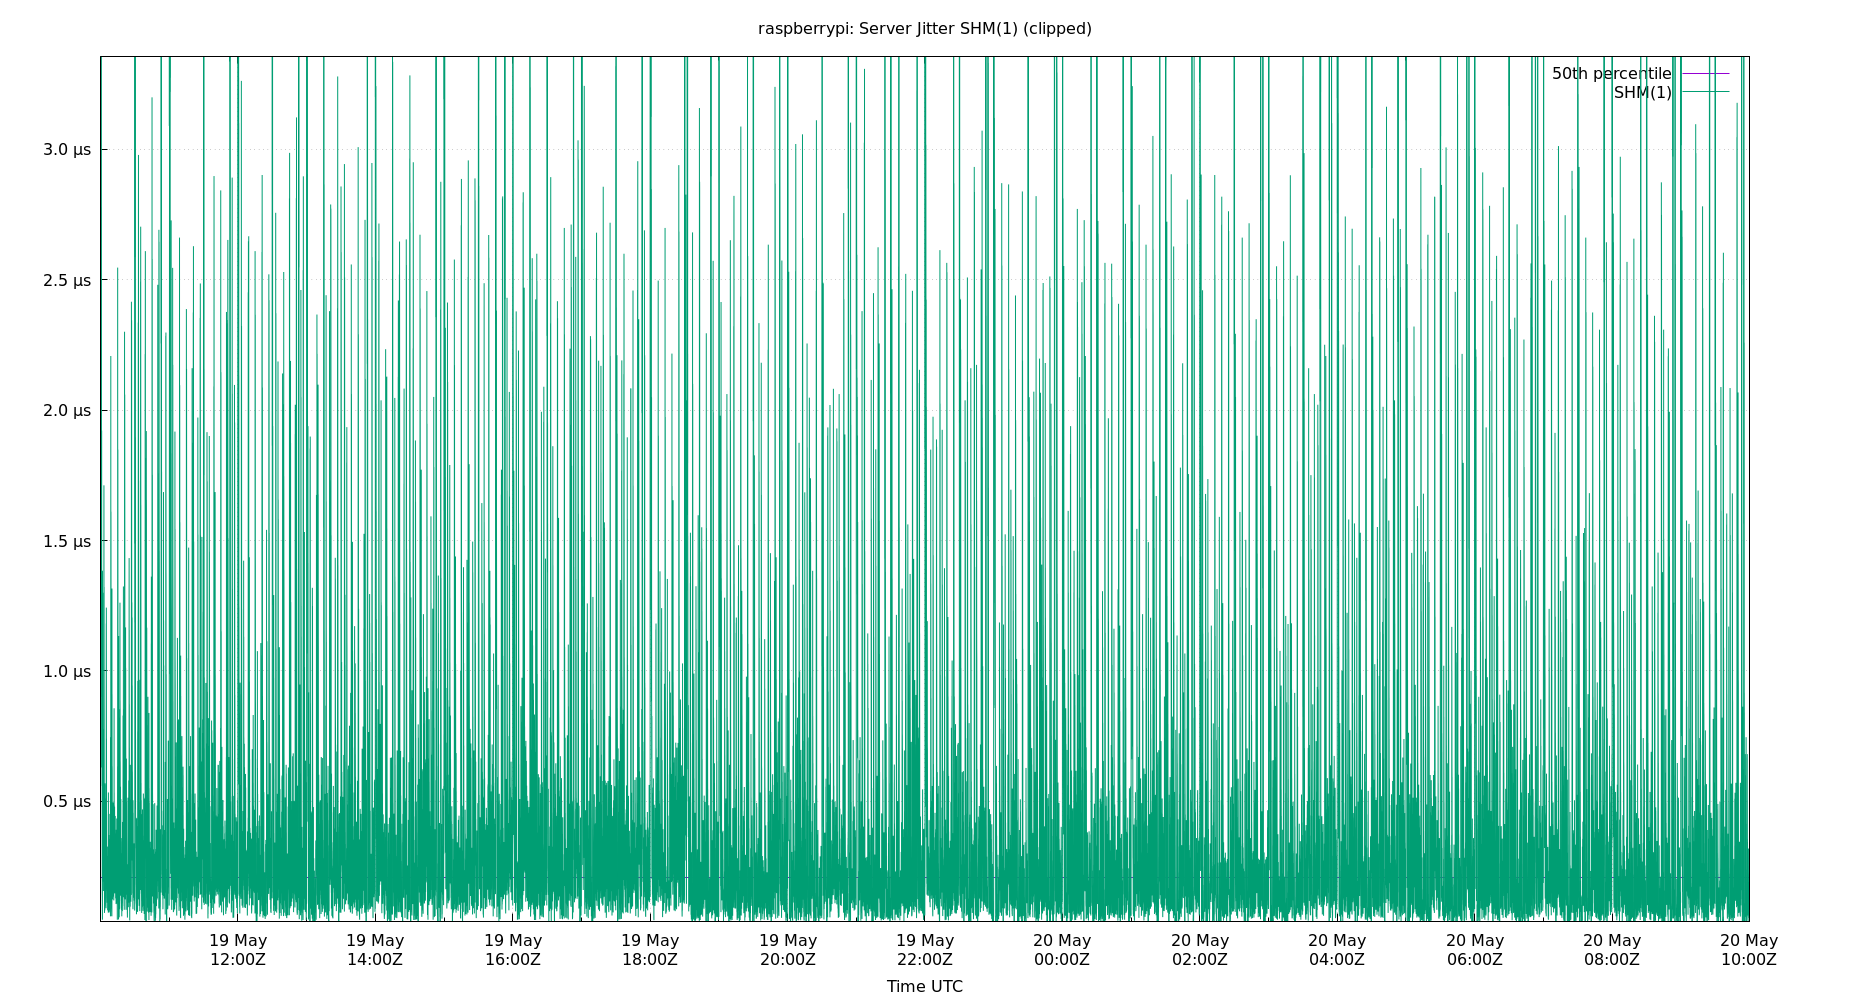 raspberrypi: Server Jitter SHM(1) (clipped)
50th percentile
SHM(1)
3.0 µs
2.5 µs
2.0 µs
1.5 µs
1.0 µs
0.5 µs
19 May 19 May 19 May 19 May 19 May 19 May 20 May 20 May 20 May 20 May 20 May 20 May
12:00Z 14:00Z 16:00Z 18:00Z 20:00Z 22:00Z 00:00Z 02:00Z 04:00Z 06:00Z 08:00Z 10:00Z
Time UTC